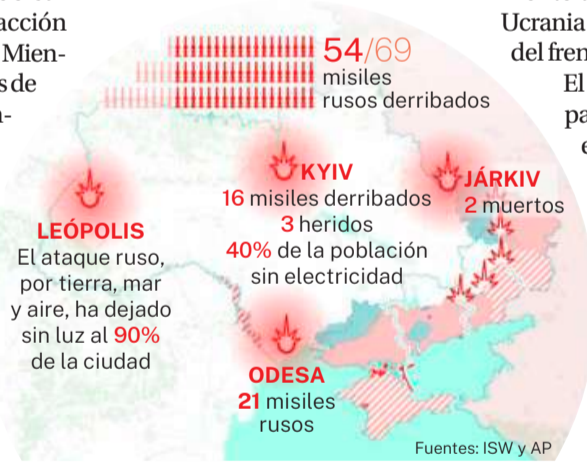 acción
Mien-
s de
Ucrania
del fren
El
pa
e
54/69
misiles
rusos derribados
KYIV
16 misiles derribados
3 heridos
40% de la población
sin electricidad
JÁRKIV
2 muertos
LEÓPOLIS
El ataque ruso,
por tierra, mar
y aire, ha dejado
sin luz al 90%
de la ciudad
ODESA
21 misiles
rusos
Fuentes: ISW y AP